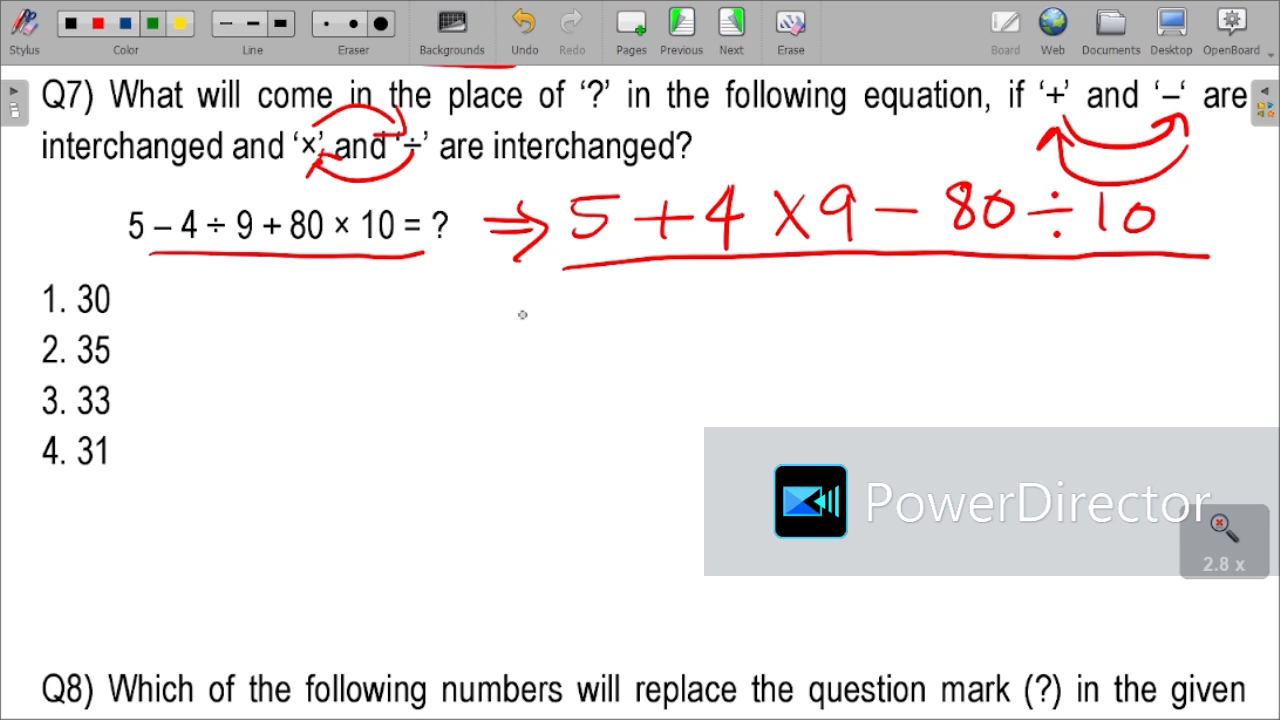 Stylus Color Line Eraser Backgrounds Undo Redo Pages Previous Next Erase Board Web Documents Desktop OpenBoard
Q7) What will come in the place of ‘?’ in the following equation, if ‘+’ and ‘–‘ are
interchanged and ‘×’ and ‘÷’ are interchanged?
5 – 4 ÷ 9 + 80 × 10 = ? ⇒ 5 + 4 × 9 − 80 ÷ 10
1. 30
2. 35
3. 33
4. 31
PowerDirector
2.8 x
Q8) Which of the following numbers will replace the question mark (?) in the given